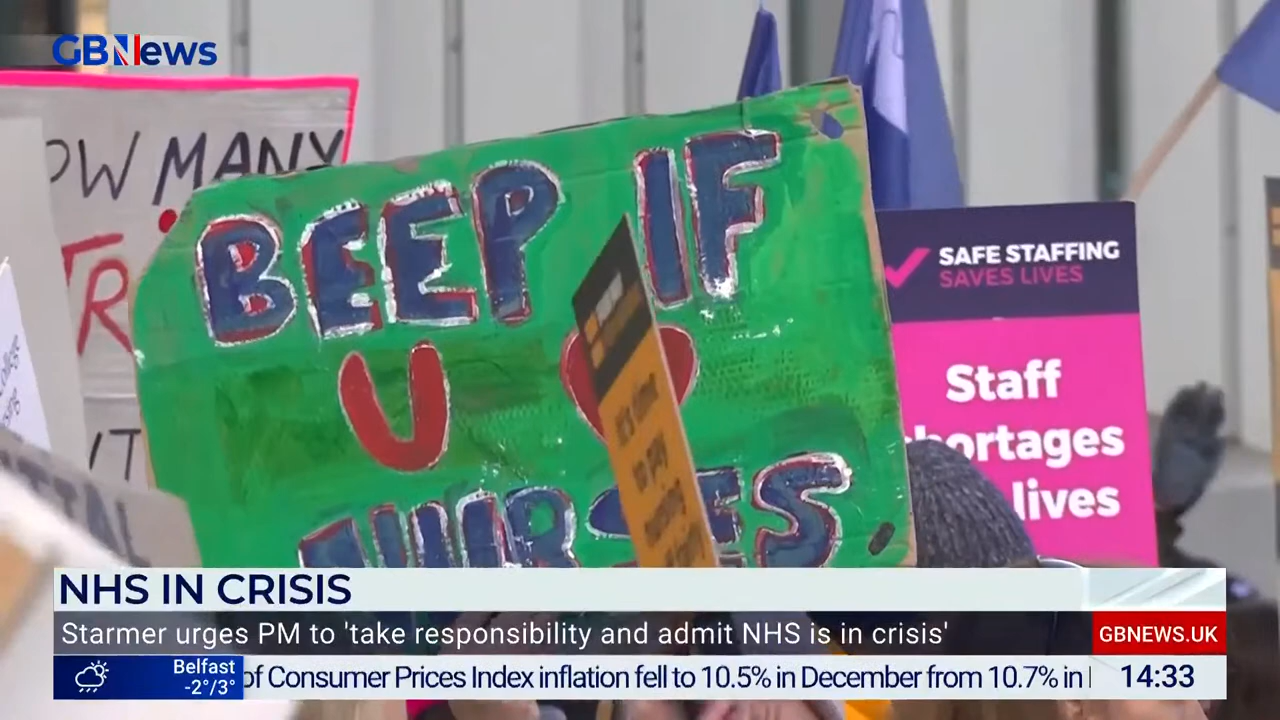 GBNews
OW MANY
BEEP IF
U
NURSES
SAFE STAFFING
SAVES LIVES
Staff
ortages
lives
NHS IN CRISIS
Starmer urges PM to 'take responsibility and admit NHS is in crisis'
GBNEWS.UK
Belfast
-2°/3°
of Consumer Prices Index inflation fell to 10.5% in December from 10.7% in
14:33